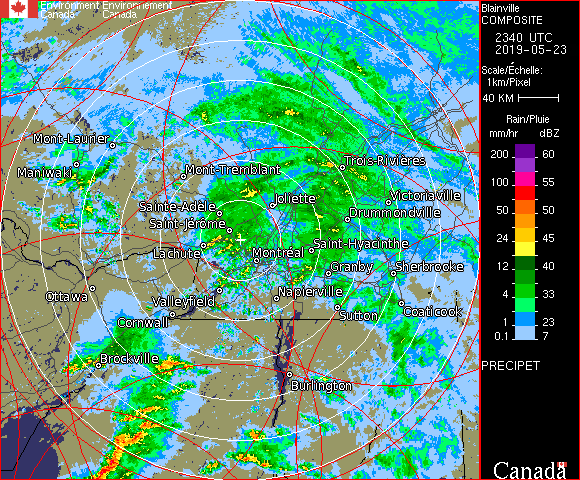 Environment Environnement
Canada Canada
Blainville
COMPOSITE
2340 UTC
2019-05-23
Scale/Échelle:
1km/Pixel
40 KM
Rain/Pluie
mm/hr dBZ
200 60
100 55
50 50
24 45
12 40
4 33
1 23
0.1 7
PRECIPET
Canada
Mont-Laurier
Maniwaki
Mont-Tremblant
Trois-Rivières
Sainte-Adèle
Joliette
Victoriaville
Drummondville
Saint-Jérôme
Lachute
Montréal
Saint-Hyacinthe
Granby
Sherbrooke
Ottawa
Valleyfield
Napierville
Cornwall
Sutton
Coaticook
Brockville
Burlington